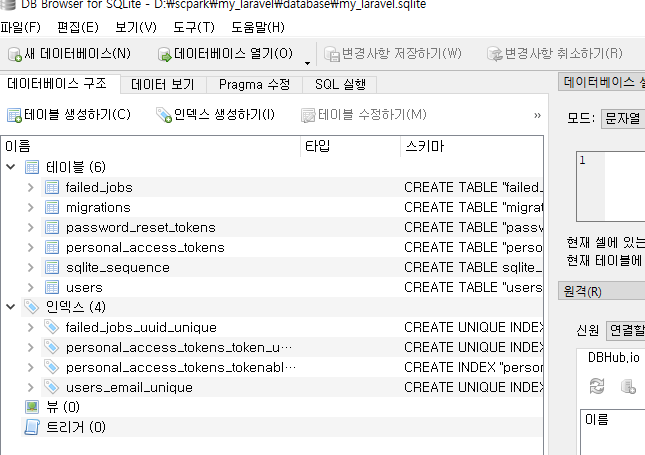 DB Browser for SQLite - D:₩scpark₩my_laravel₩database₩my_laravel.sqlite
파일(F) 편집(E) 보기(V) 도구(T) 도움말(H)
새 데이터베이스(N) 데이터베이스 열기(O) 변경사항 저장하기(W) 변경사항 취소하기(R)
데이터베이스 구조 데이터 보기 Pragma 수정 SQL 실행
테이블 생성하기(C) 인덱스 생성하기(I) 테이블 수정하기(M) »
이름 타입 스키마
테이블 (6)
failed_jobs CREATE TABLE "failed_
migrations CREATE TABLE "migrat
password_reset_tokens CREATE TABLE "passw
personal_access_tokens CREATE TABLE "perso
sqlite_sequence CREATE TABLE sqlite_s
users CREATE TABLE "users"
인덱스 (4)
failed_jobs_uuid_unique CREATE UNIQUE INDEX
personal_access_tokens_token_u… CREATE UNIQUE INDEX
personal_access_tokens_tokenabl… CREATE INDEX "person
users_email_unique CREATE UNIQUE INDEX
뷰 (0)
트리거 (0)
데이터베이스
모드: 문자열
1
현재 셀에 있는
현재 테이블에
원격(R)
신원 연결할
DBHub.io
이름